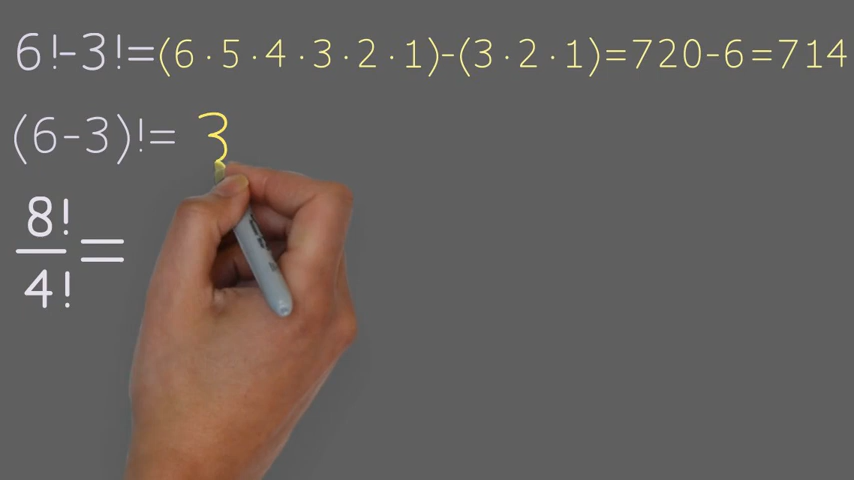 6!-3!=(6·5·4·3·2·1)-(3·2·1)=720-6=714
(6-3)!= 3
8!
4! =